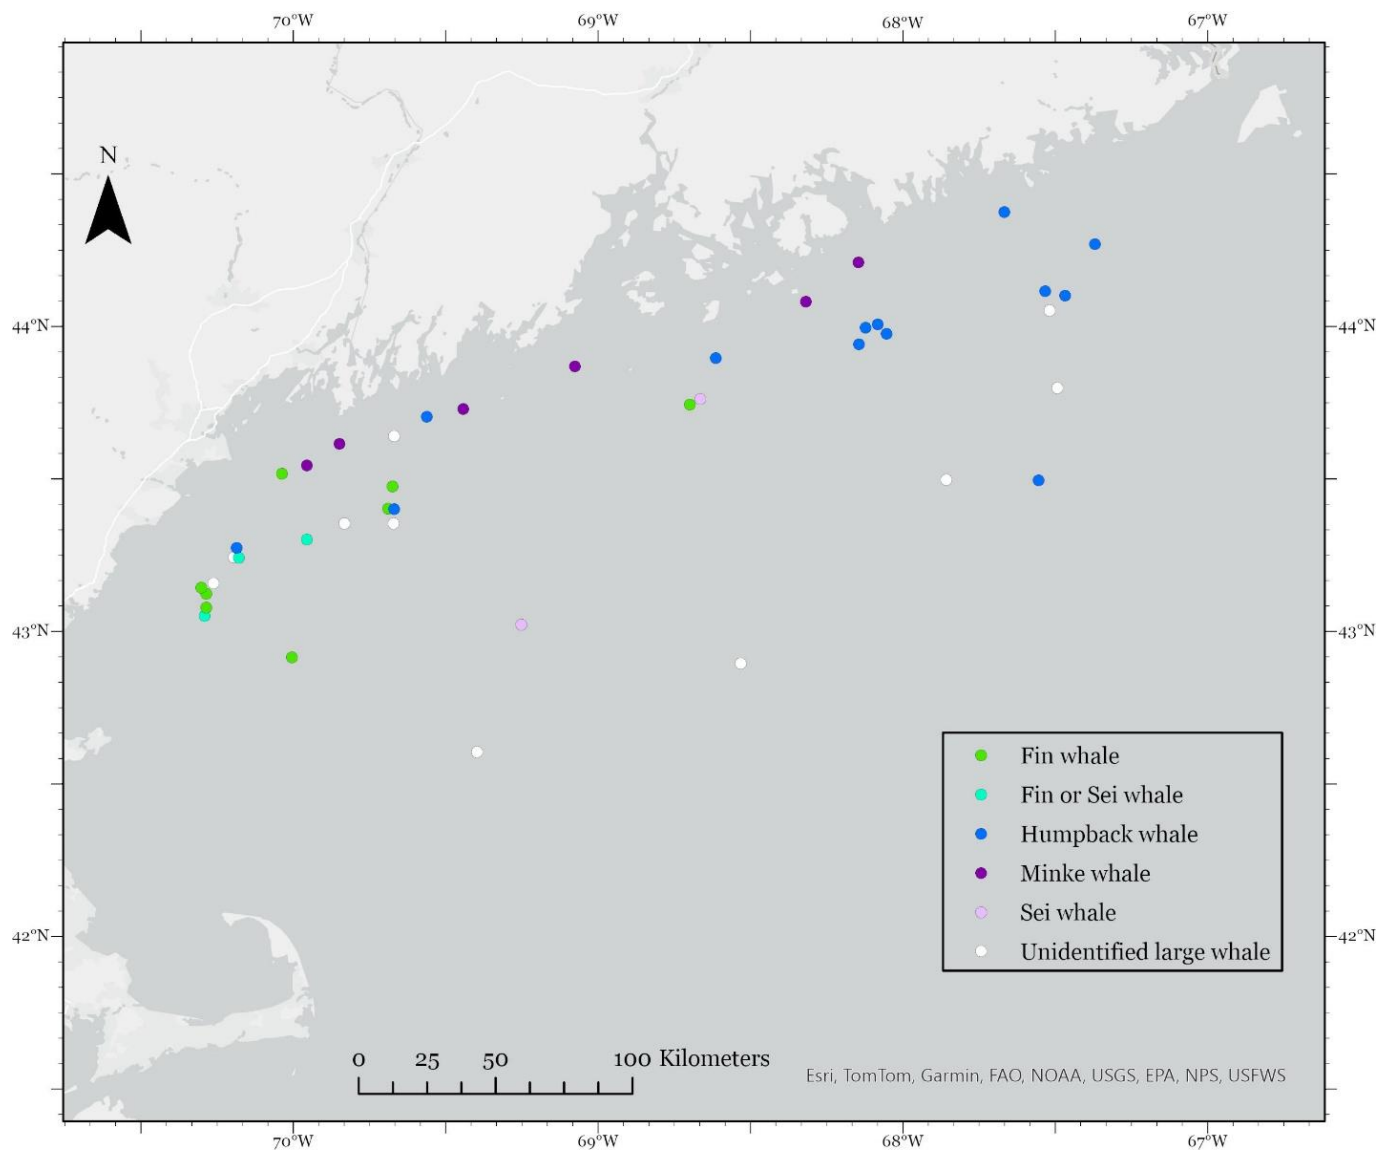 70°W 69°W 68°W 67°W
N
44°N 44°N
43°N 43°N
Fin whale
Fin or Sei whale
Humpback whale
Minke whale
Sei whale
Unidentified large whale
42°N 42°N
0 25 50 100 Kilometers
Esri, TomTom, Garmin, FAO, NOAA, USGS, EPA, NPS, USFWS
70°W 69°W 68°W 67°W